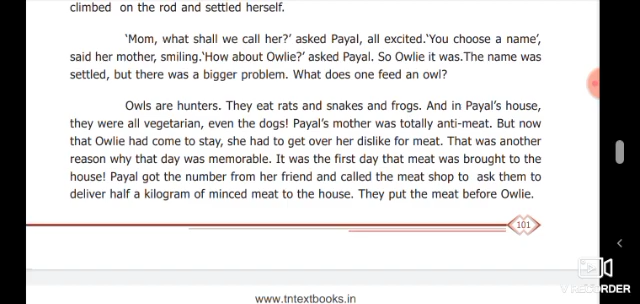 climbed on the rod and settled herself.
‘Mom, what shall we call her?’ asked Payal, all excited.‘You choose a name’,
said her mother, smiling.‘How about Owlie?’ asked Payal. So Owlie it was.The name was
settled, but there was a bigger problem. What does one feed an owl?
Owls are hunters. They eat rats and snakes and frogs. And in Payal’s house,
they were all vegetarian, even the dogs! Payal’s mother was totally anti-meat. But now
that Owlie had come to stay, she had to get over her dislike for meat. That was another
reason why that day was memorable. It was the first day that meat was brought to the
house! Payal got the number from her friend and called the meat shop to ask them to
deliver half a kilogram of minced meat to the house. They put the meat before Owlie.
101
www.tntextbooks.in